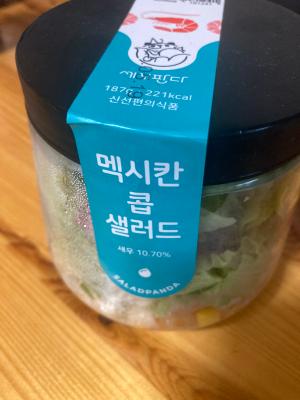 샐러판다
187g 221kcal
신선편의식품
멕시칸
콥
샐러드
새우 10.70%
SALADPANDA